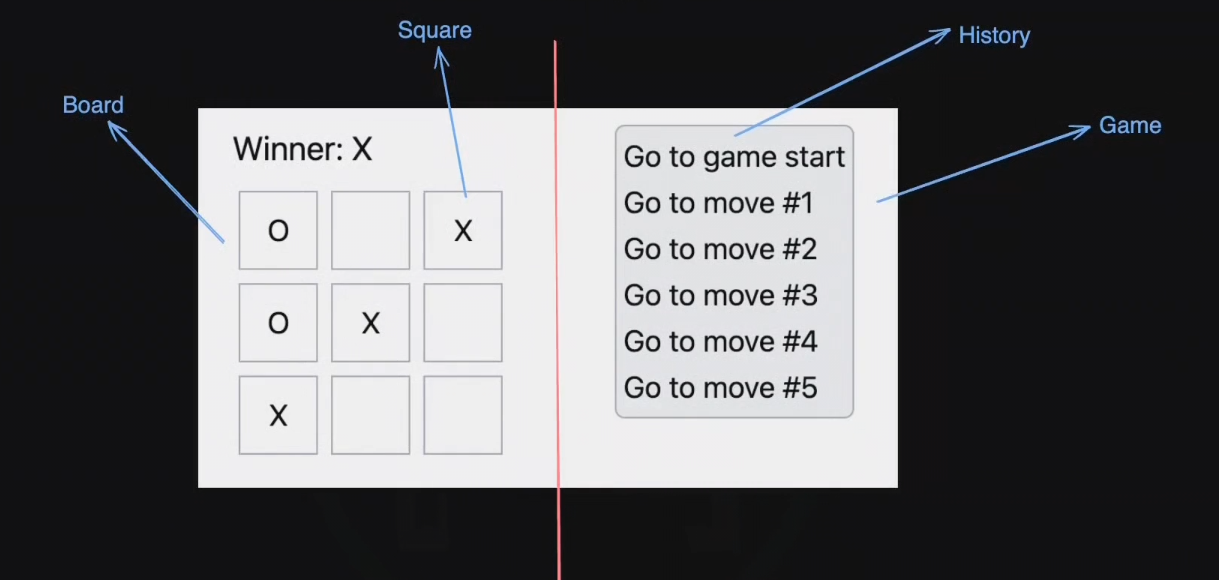 Square
History
Board
Game
Winner: X
O X
O X
X
Go to game start
Go to move #1
Go to move #2
Go to move #3
Go to move #4
Go to move #5